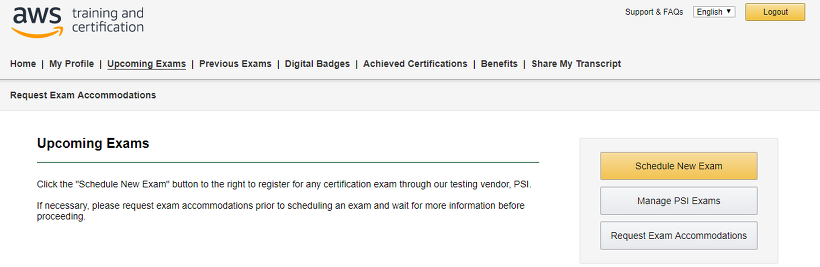 aws training and certification
Support & FAQs English Logout
Home | My Profile | Upcoming Exams | Previous Exams | Digital Badges | Achieved Certifications | Benefits | Share My Transcript
Request Exam Accommodations
Upcoming Exams
Click the "Schedule New Exam" button to the right to register for any certification exam through our testing vendor, PSI.
If necessary, please request exam accommodations prior to scheduling an exam and wait for more information before
proceeding.
Schedule New Exam
Manage PSI Exams
Request Exam Accommodations